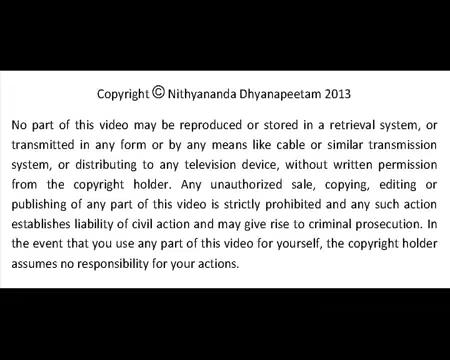 Copyright © Nithyananda Dhyanapeetam 2013
No part of this video may be reproduced or stored in a retrieval system, or
transmitted in any form or by any means like cable or similar transmission
system, or distributing to any television device, without written permission
from the copyright holder. Any unauthorized sale, copying, editing or
publishing of any part of this video is strictly prohibited and any such action
establishes liability of civil action and may give rise to criminal prosecution. In
the event that you use any part of this video for yourself, the copyright holder
assumes no responsibility for your actions.